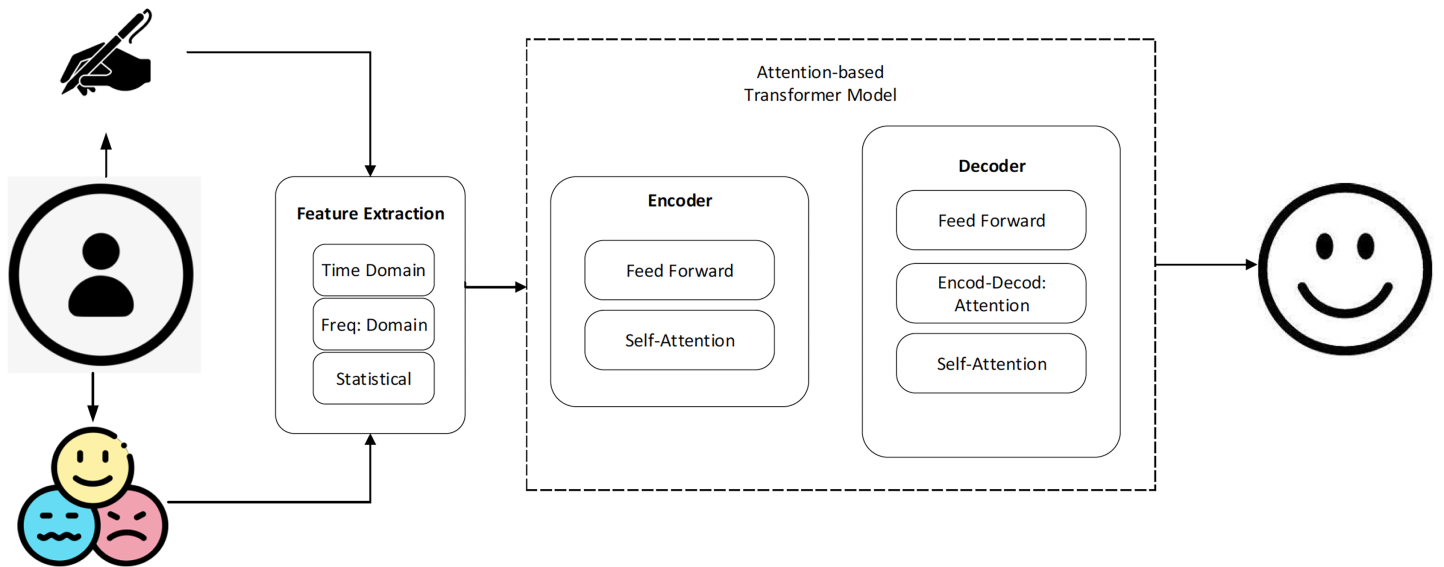 Attention-based
Transformer Model
Feature Extraction
Time Domain
Freq: Domain
Statistical
Encoder
Feed Forward
Self-Attention
Decoder
Feed Forward
Encod-Decod:
Attention
Self-Attention